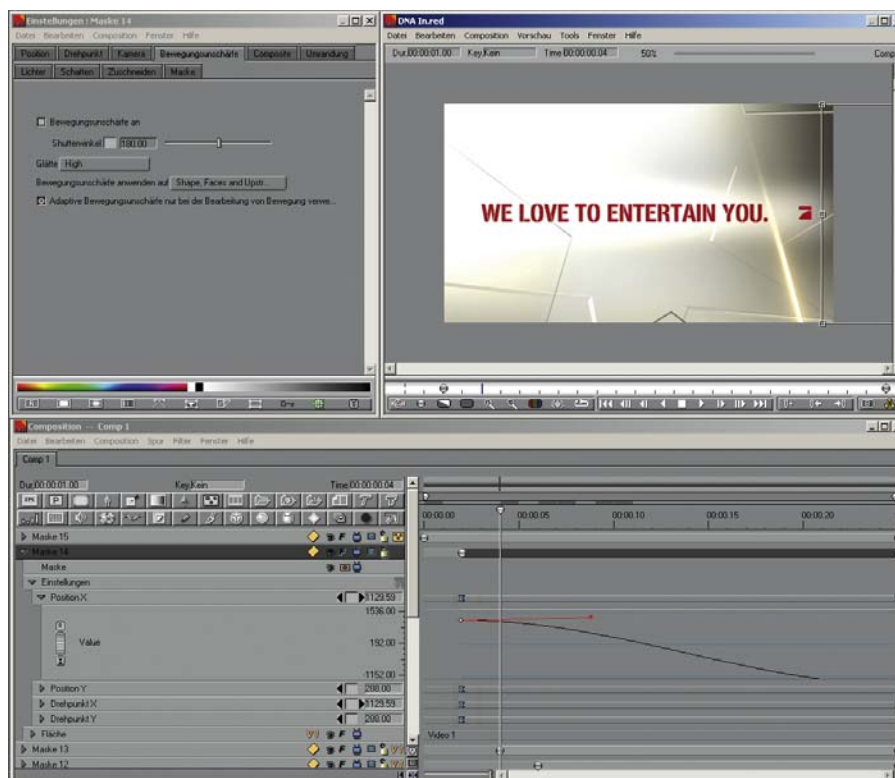 Einstellungen : Maske 14
Datei Bearbeiten Composition Fenster Hilfe
Position Drehpunkt Kamera Bewegungsunschärfe Composite Umrandung
Lichter Schatten Zuschneiden Maske
Bewegungsunschärfe an
Shutterwinkel 180.00
Glätte High
Bewegungsunschärfe anwenden auf Shape, Faces and Upstr...
Adaptive Bewegungsunschärfe nur bei der Bearbeitung von Bewegung verwe...
DNA In.red
Datei Bearbeiten Composition Vorschau Tools Fenster Hilfe
Dur.00:00:01.00 Key.Kein Time 00:00:00.04 50% Comp
WE LOVE TO ENTERTAIN YOU.
Composition -- Comp 1
Datei Bearbeiten Composition Spur Filter Fenster Hilfe
Comp 1
Dur.00:00:01.00 Key.Kein Time.00:00:00.04
00:00.00 00:00.05 00:00.10 00:00.15 00:00.20
Maske 15
Maske 14
Maske
Einstellungen
Position X 1129.59
1536.00
Value 192.00
-1152.00
Position Y 288.00
Drehpunkt X 1129.59
Drehpunkt Y 288.00
Fläche Video 1
Maske 13
Maske 12